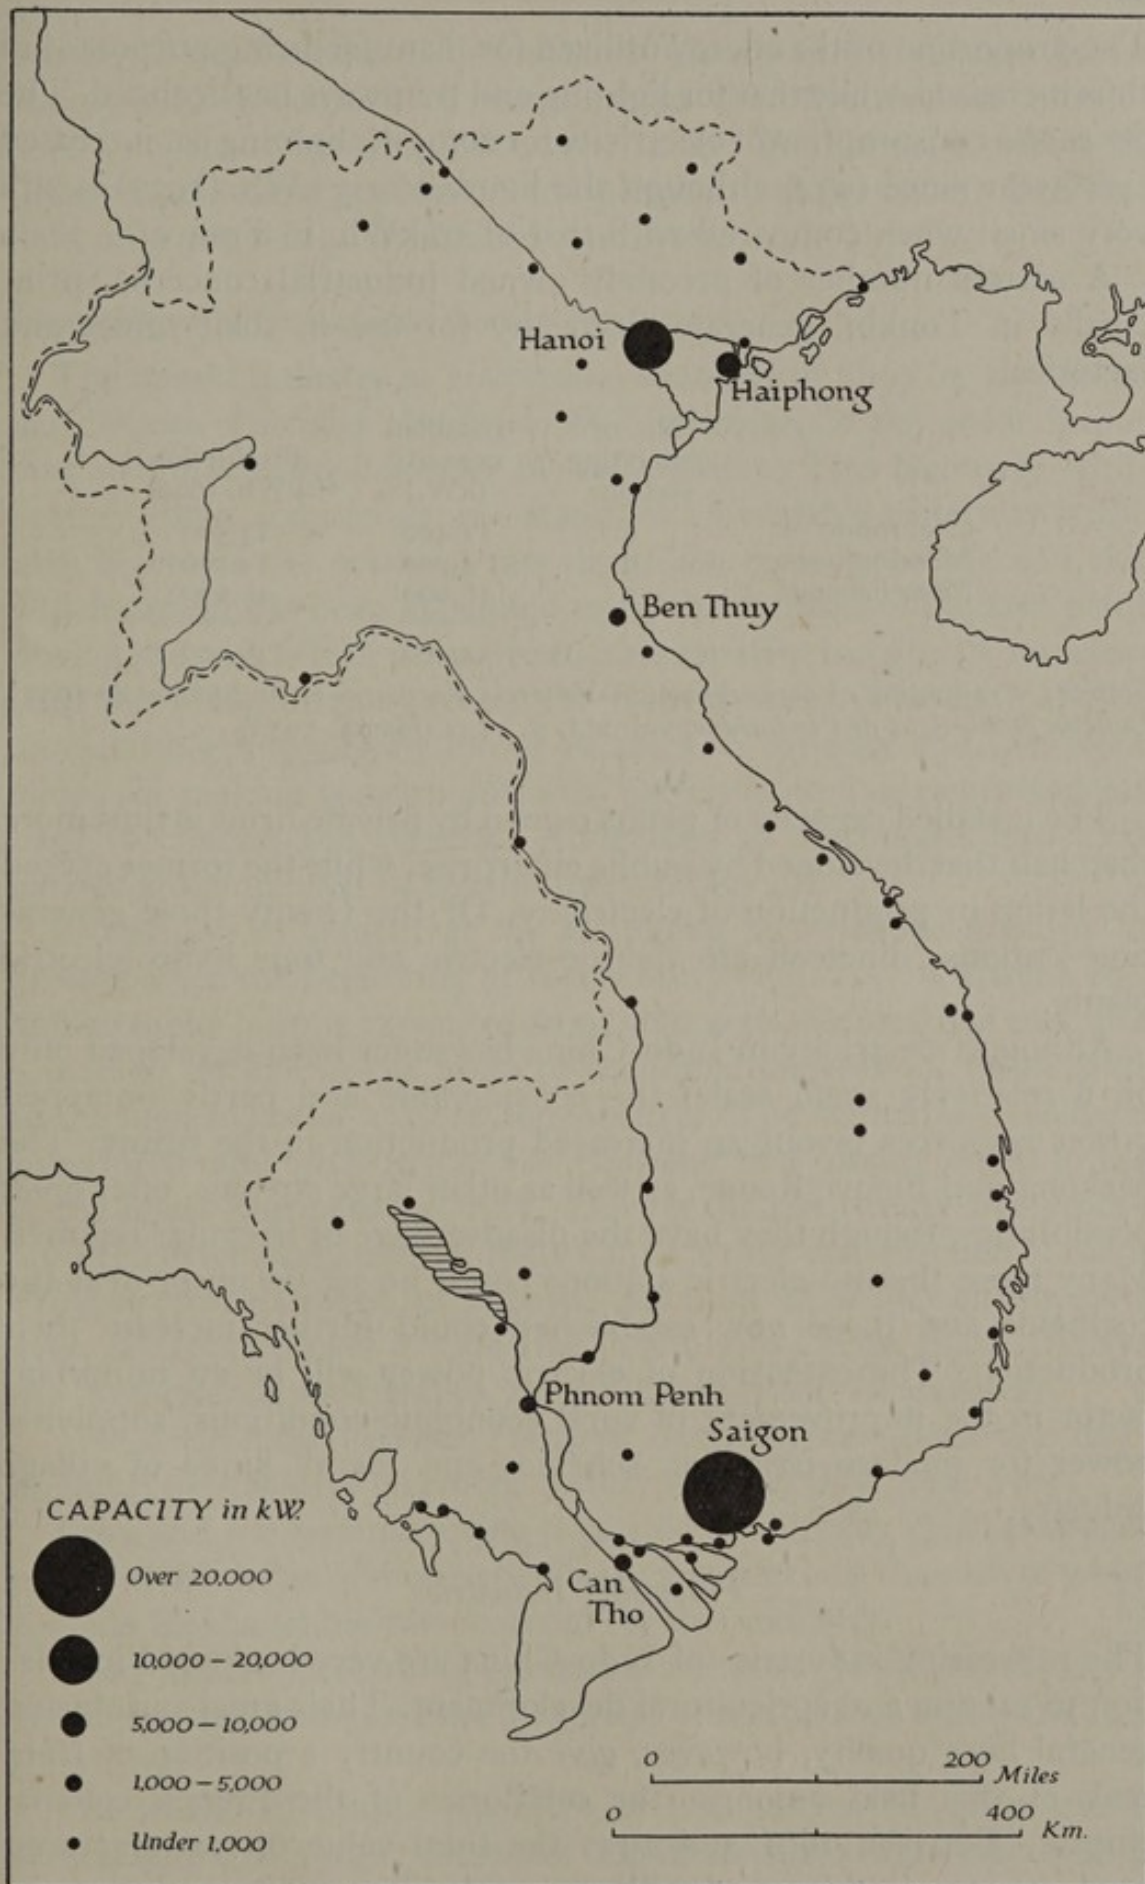 Hanoi
Haiphong
Ben Thuy
Phnom Penh
Saigon
Can
Tho
CAPACITY in kW.
Over 20,000
10,000 – 20,000
5,000 – 10,000
1,000 – 5,000
Under 1,000
0 200 Miles
0 400 Km.